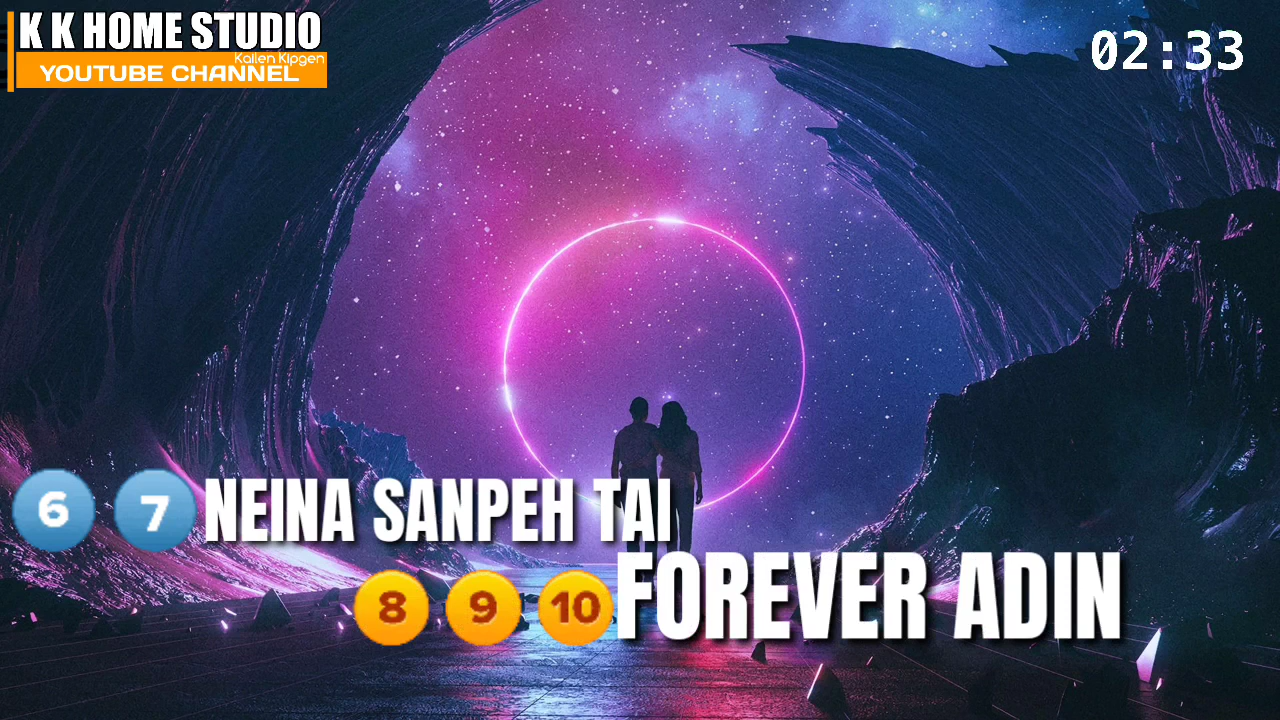 K K HOME STUDIO
Kailen Kipgen
YOUTUBE CHANNEL
02:33
6 7 NEINA SANPEH TAI
8 9 10 FOREVER ADIN